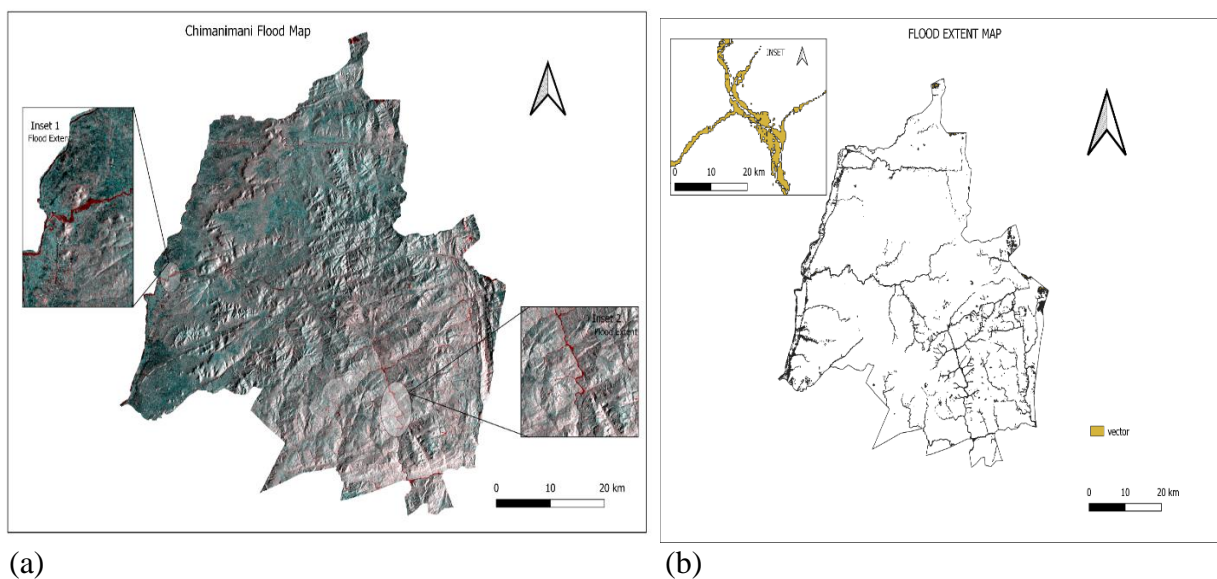 Chimanimani Flood Map
Inset 1
Flood Exten
Inset 2
Flood Extent
0 10 20 km
(a)
FLOOD EXTENT MAP
INSET
0 10 20 km
vector
0 10 20 km
(b)